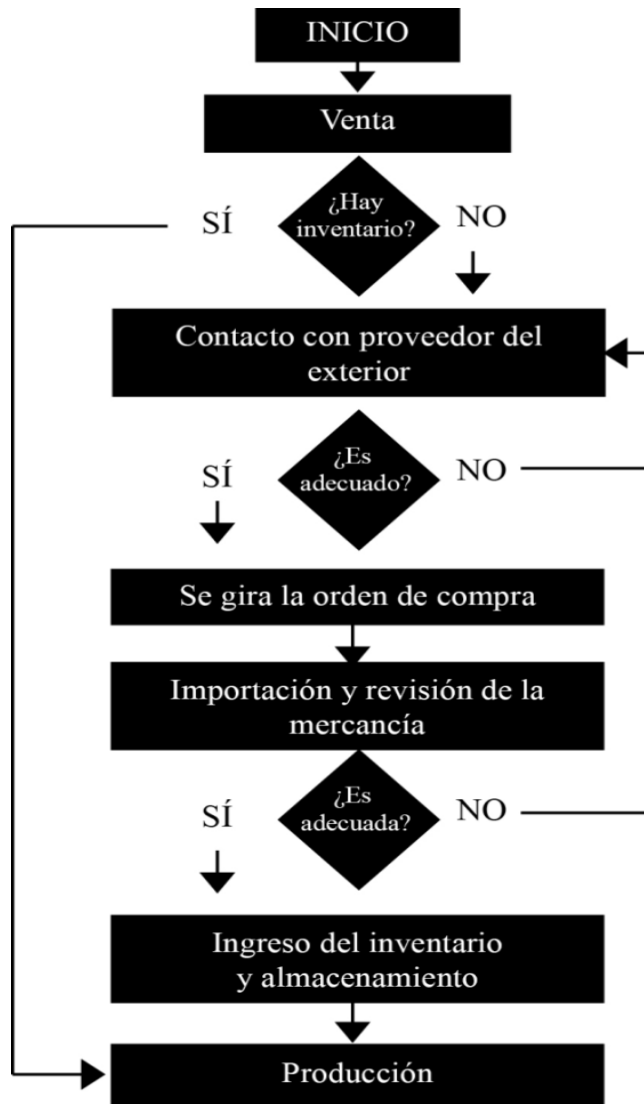 INICIO
Venta
SÍ
¿Hay
inventario?
NO
Contacto con proveedor del
exterior
SÍ
¿Es
adecuado?
NO
Se gira la orden de compra
Importación y revisión de la
mercancía
SÍ
¿Es
adecuada?
NO
Ingreso del inventario
y almacenamiento
Producción